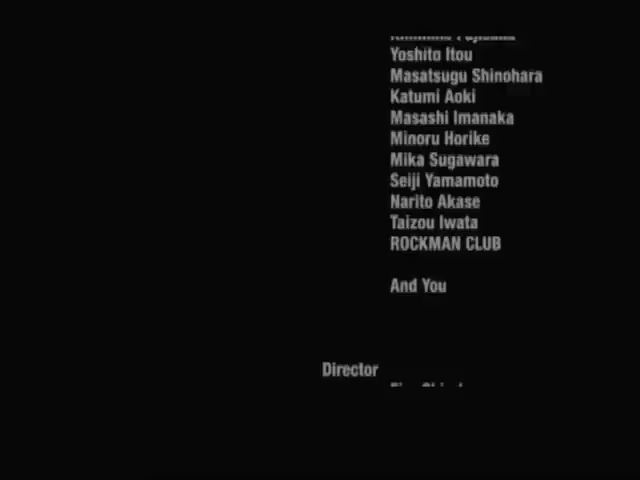 Yoshito Itou
Masatsugu Shinohara
Katumi Aoki
Masashi Imanaka
Minoru Horike
Mika Sugawara
Seiji Yamamoto
Narito Akase
Taizou Iwata
ROCKMAN CLUB
And You
Director